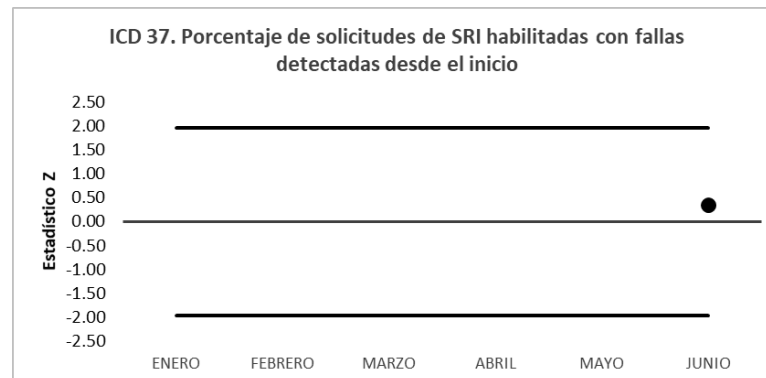 ICD 37. Porcentaje de solicitudes de SRI habilitadas con fallas
detectadas desde el inicio
Estadístico Z
2.50
2.00
1.50
1.00
0.50
0.00
-0.50
-1.00
-1.50
-2.00
-2.50
ENERO FEBRERO MARZO ABRIL MAYO JUNIO